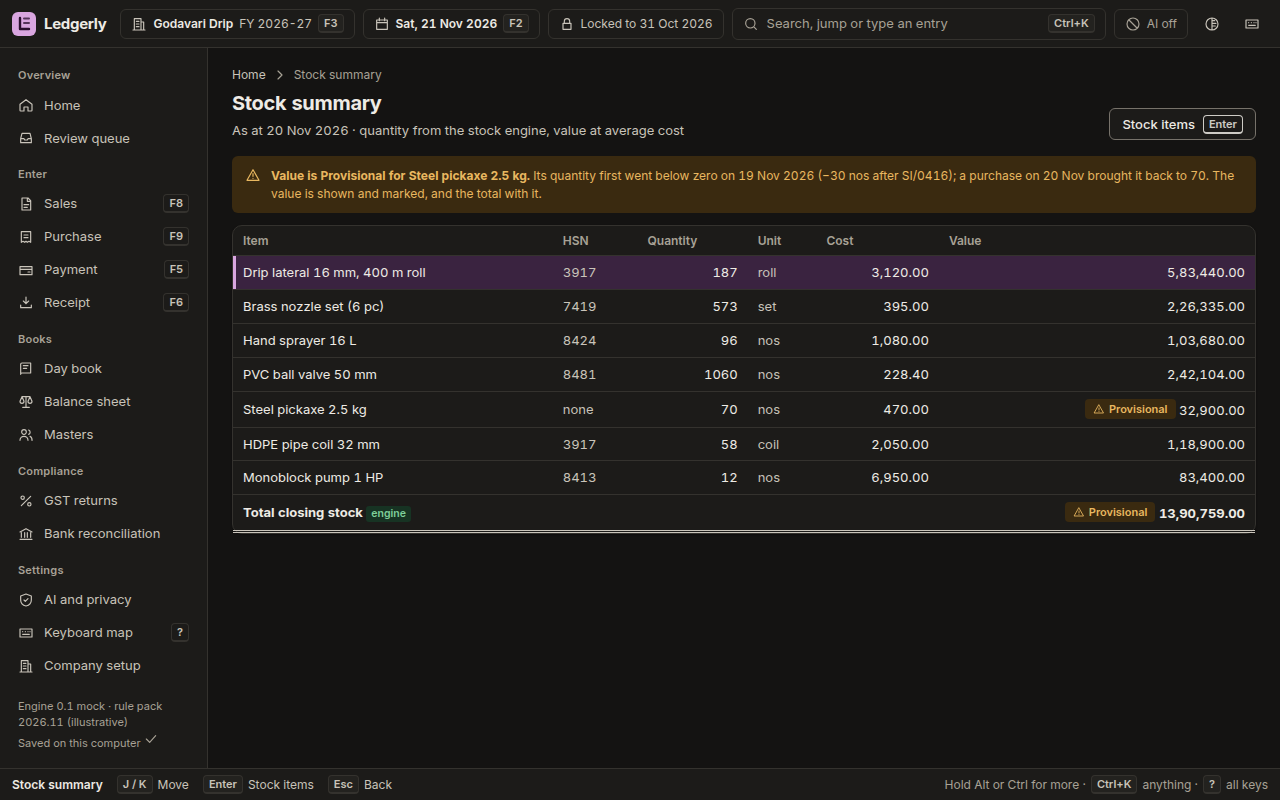 Ledgerly
Godavari Drip FY 2026-27 F3
Sat, 21 Nov 2026 F2
Locked to 31 Oct 2026
Search, jump or type an entry Ctrl+K
AI off
Overview
Home
Review queue
Enter
Sales F8
Purchase F9
Payment F5
Receipt F6
Books
Day book
Balance sheet
Masters
Compliance
GST returns
Bank reconciliation
Settings
AI and privacy
Keyboard map ?
Company setup
Engine 0.1 mock · rule pack
2026.11 (illustrative)
Saved on this computer
Home > Stock summary
Stock summary
As at 20 Nov 2026 · quantity from the stock engine, value at average cost
Stock items Enter
Value is Provisional for Steel pickaxe 2.5 kg. Its quantity first went below zero on 19 Nov 2026 (−30 nos after SI/0416); a purchase on 20 Nov brought it back to 70. The
value is shown and marked, and the total with it.
Item HSN Quantity Unit Cost Value
Drip lateral 16 mm, 400 m roll 3917 187 roll 3,120.00 5,83,440.00
Brass nozzle set (6 pc) 7419 573 set 395.00 2,26,335.00
Hand sprayer 16 L 8424 96 nos 1,080.00 1,03,680.00
PVC ball valve 50 mm 8481 1060 nos 228.40 2,42,104.00
Steel pickaxe 2.5 kg none 70 nos 470.00 Provisional 32,900.00
HDPE pipe coil 32 mm 3917 58 coil 2,050.00 1,18,900.00
Monoblock pump 1 HP 8413 12 nos 6,950.00 83,400.00
Total closing stock engine Provisional 13,90,759.00
Stock summary J / K Move Enter Stock items Esc Back
Hold Alt or Ctrl for more · Ctrl+K anything · ? all keys